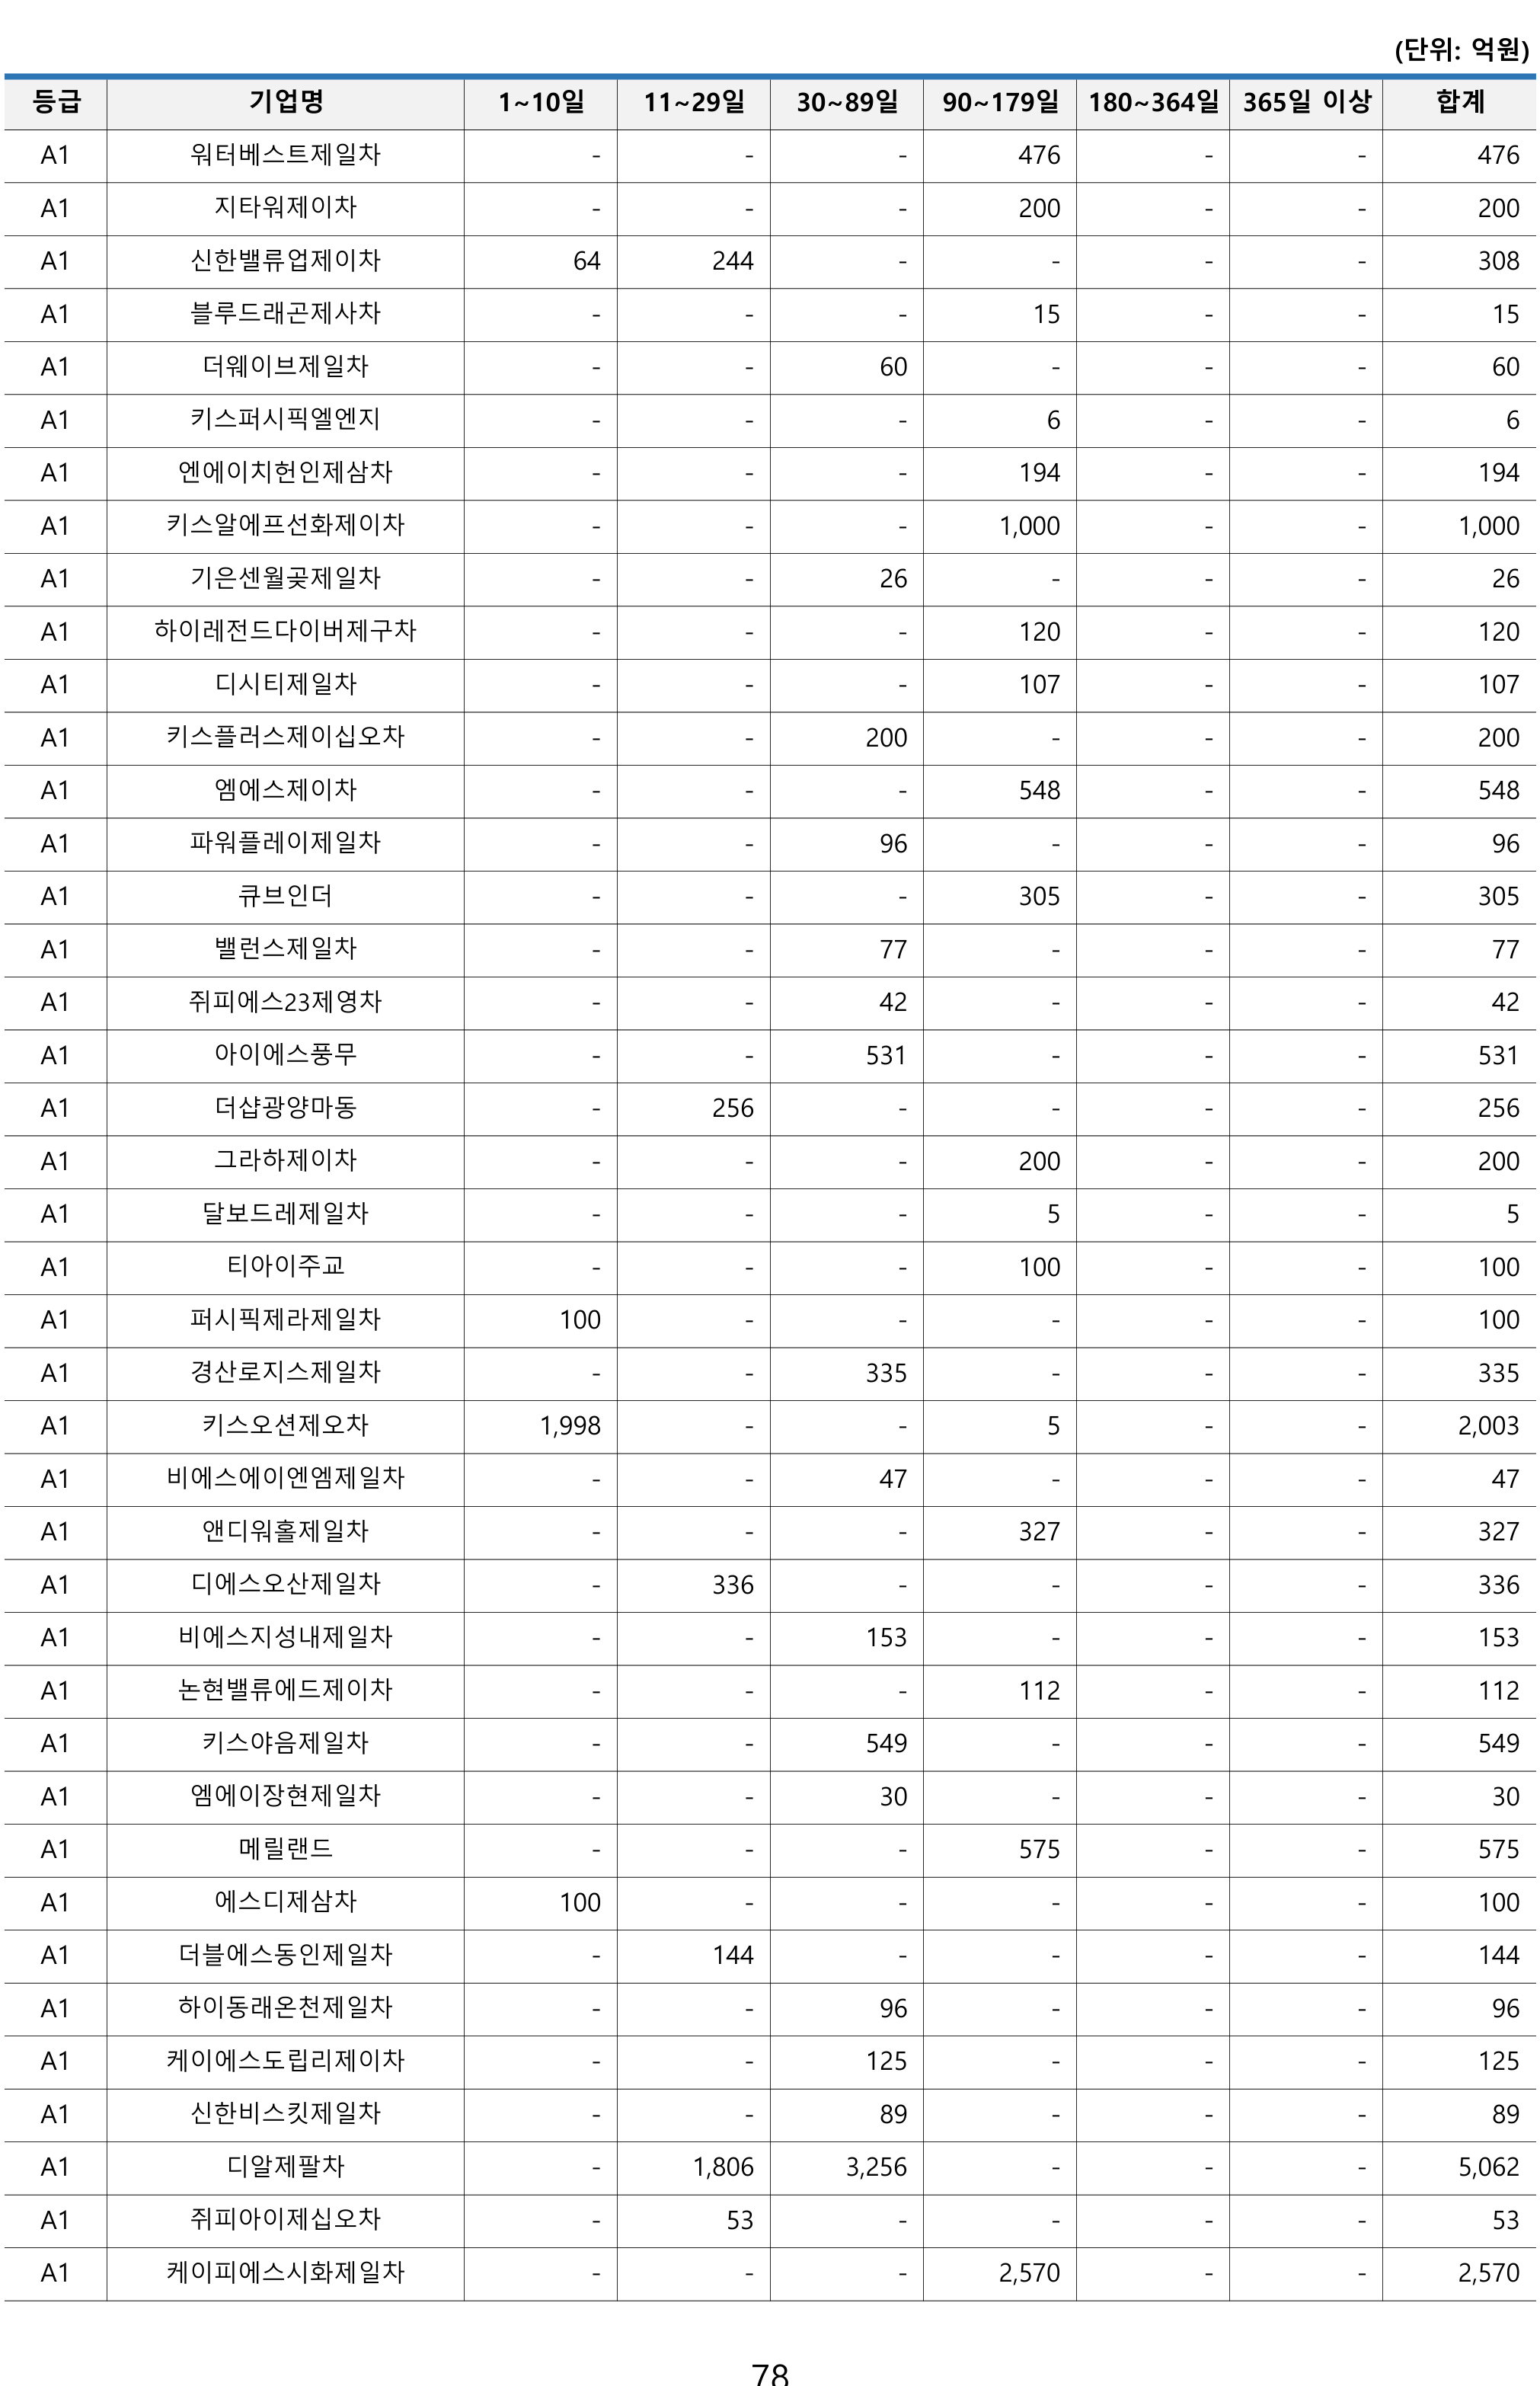 (단위: 억원)
등급 기업명 1~10일 11~29일 30~89일 90~179일 180~364일 365일 이상 합계
A1 워터베스트제일차 - - - 476 - - 476
A1 지타워제이차 - - - 200 - - 200
A1 신한밸류업제이차 64 244 - - - - 308
A1 블루드래곤제사차 - - - 15 - - 15
A1 더웨이브제일차 - - 60 - - - 60
A1 키스퍼시픽엘엔지 - - - 6 - - 6
A1 엔에이치헌인제삼차 - - - 194 - - 194
A1 키스알에프선화제이차 - - - 1,000 - - 1,000
A1 기은센월곶제일차 - - 26 - - - 26
A1 하이레전드다이버제구차 - - - 120 - - 120
A1 디시티제일차 - - - 107 - - 107
A1 키스플러스제이십오차 - - 200 - - - 200
A1 엠에스제이차 - - - 548 - - 548
A1 파워플레이제일차 - - 96 - - - 96
A1 큐브인더 - - - 305 - - 305
A1 밸런스제일차 - - 77 - - - 77
A1 쥐피에스23제영차 - - 42 - - - 42
A1 아이에스풍무 - - 531 - - - 531
A1 더샵광양마동 - 256 - - - - 256
A1 그라하제이차 - - - 200 - - 200
A1 달보드레제일차 - - - 5 - - 5
A1 티아이주교 - - - 100 - - 100
A1 퍼시픽제라제일차 100 - - - - - 100
A1 경산로지스제일차 - - 335 - - - 335
A1 키스오션제오차 1,998 - - 5 - - 2,003
A1 비에스에이엔엠제일차 - - 47 - - - 47
A1 앤디워홀제일차 - - - 327 - - 327
A1 디에스오산제일차 - 336 - - - - 336
A1 비에스지성내제일차 - - 153 - - - 153
A1 논현밸류에드제이차 - - - 112 - - 112
A1 키스야음제일차 - - 549 - - - 549
A1 엠에이장현제일차 - - 30 - - - 30
A1 메릴랜드 - - - 575 - - 575
A1 에스디제삼차 100 - - - - - 100
A1 더블에스동인제일차 - 144 - - - - 144
A1 하이동래온천제일차 - - 96 - - - 96
A1 케이에스도립리제이차 - - 125 - - - 125
A1 신한비스킷제일차 - - 89 - - - 89
A1 디알제팔차 - 1,806 3,256 - - - 5,062
A1 쥐피아이제십오차 - 53 - - - - 53
A1 케이피에스시화제일차 - - - 2,570 - - 2,570
78